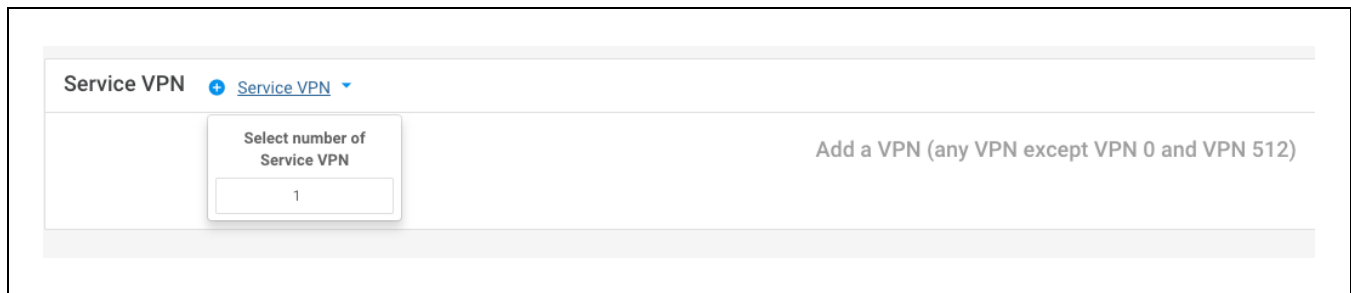 Service VPN Service VPN
Select number of
Service VPN
Add a VPN (any VPN except VPN 0 and VPN 512)
1